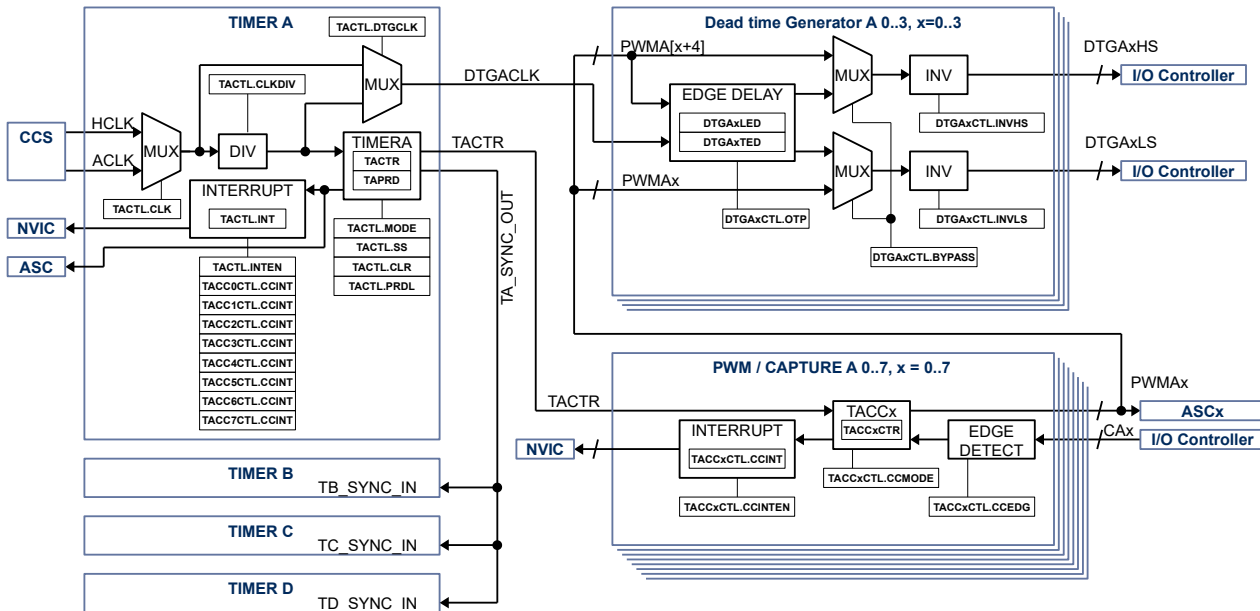 TIMER A
TACTL.DTGCLK
MUX
TACTL.CLKDIV
CCS
HCLK
ACLK
MUX
DIV
TACTL.CLK
TIMERA
TACTR
TAPRD
INTERRUPT
TACTL.INT
NVIC
ASC
TACTL.MODE
TACTL.SS
TACTL.CLR
TACTL.PRDL
TACTL.INTEN
TACC0CTL.CCINT
TACC1CTL.CCINT
TACC2CTL.CCINT
TACC3CTL.CCINT
TACC4CTL.CCINT
TACC5CTL.CCINT
TACC6CTL.CCINT
TACC7CTL.CCINT
DTGACLK
TACTR
TA_SYNC_OUT
TIMER B
TB_SYNC_IN
TIMER C
TC_SYNC_IN
TIMER D
TD_SYNC_IN
Dead time Generator A 0..3, x=0..3
PWMA[x+4]
EDGE DELAY
DTGAxLED
DTGAxTED
MUX
INV
DTGAxCTL.INVHS
DTGAxHS
I/O Controller
PWMAx
MUX
INV
DTGAxCTL.OTP
DTGAxCTL.INVLS
DTGAxCTL.BYPASS
DTGAxLS
I/O Controller
PWM / CAPTURE A 0..7, x = 0..7
TACTR
TACCx
TACCxCTR
PWMAx
ASCx
NVIC
INTERRUPT
TACCxCTL.CCINT
EDGE
DETECT
CAx
I/O Controller
TACCxCTL.CCMODE
TACCxCTL.CCINTEN
TACCxCTL.CCEDG